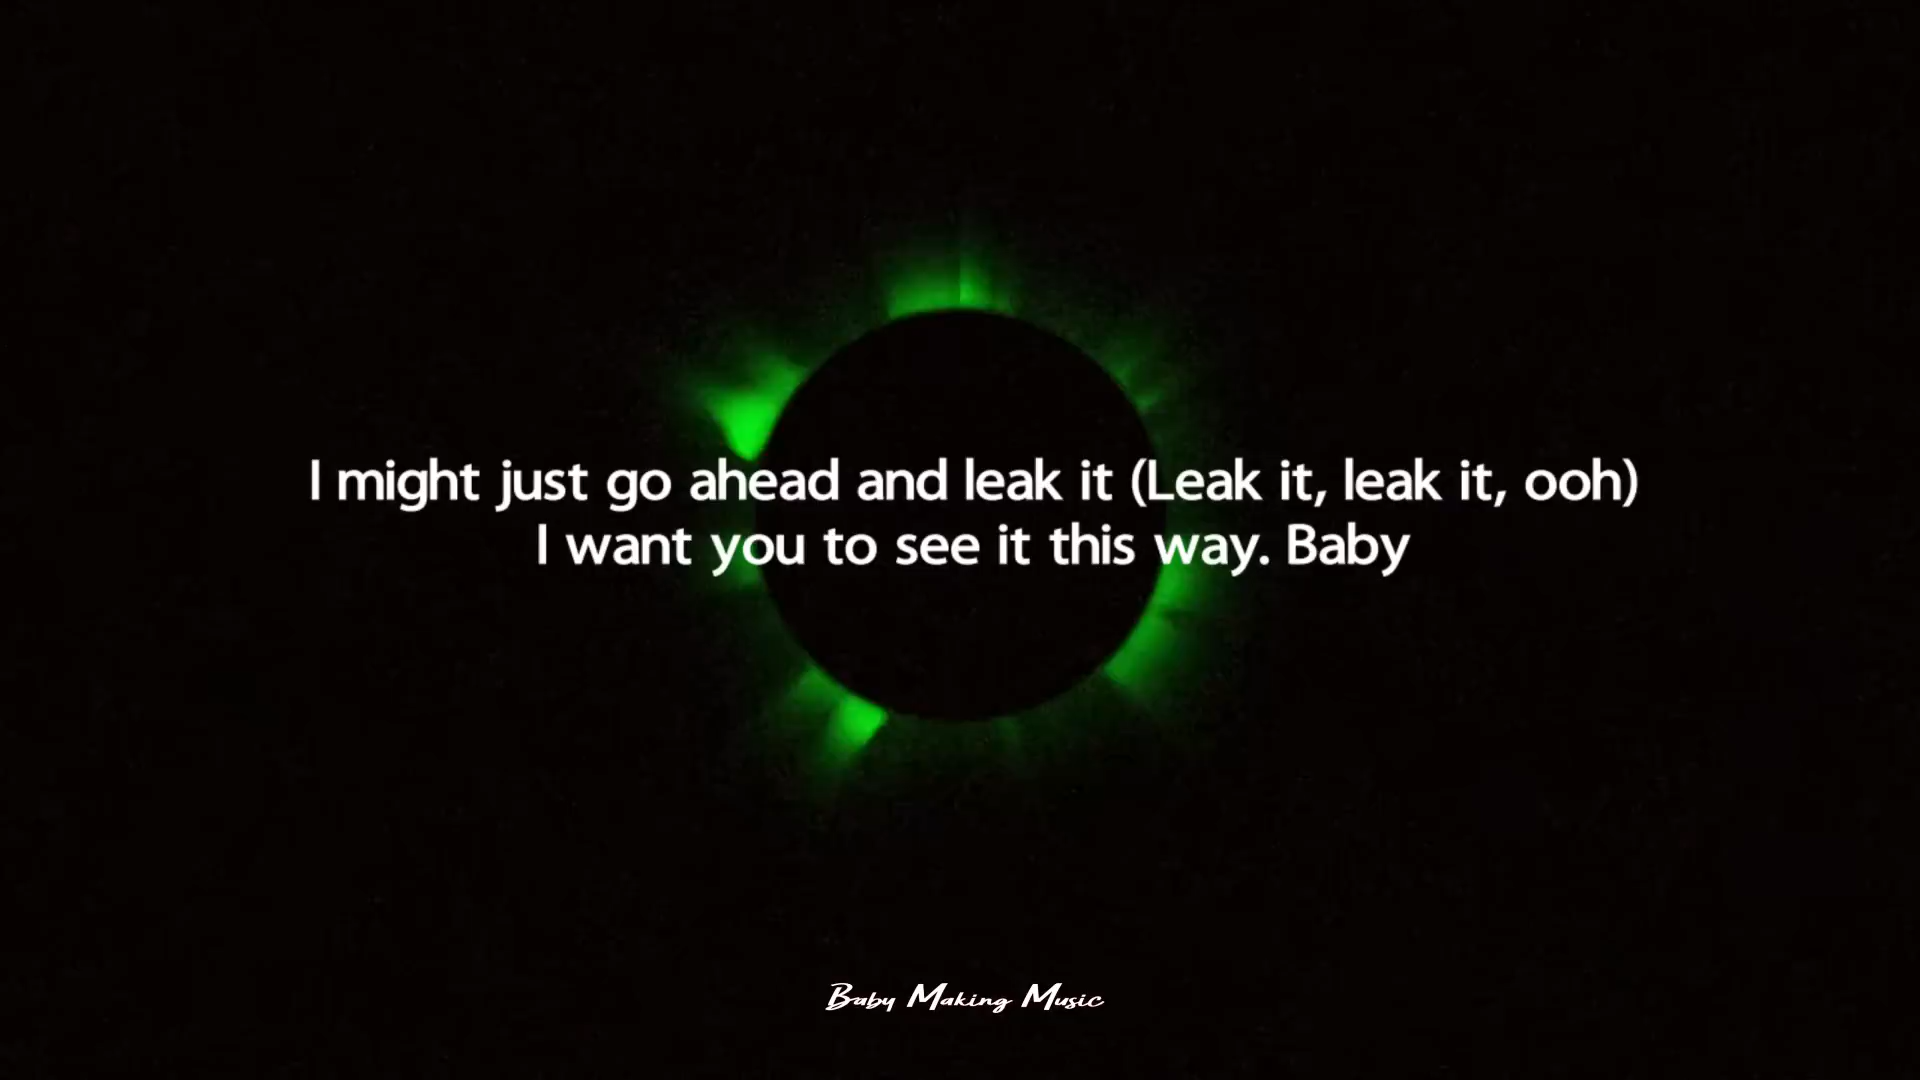 I might just go ahead and leak it (Leak it, leak it, ooh)
I want you to see it this way. Baby
Baby Making Music